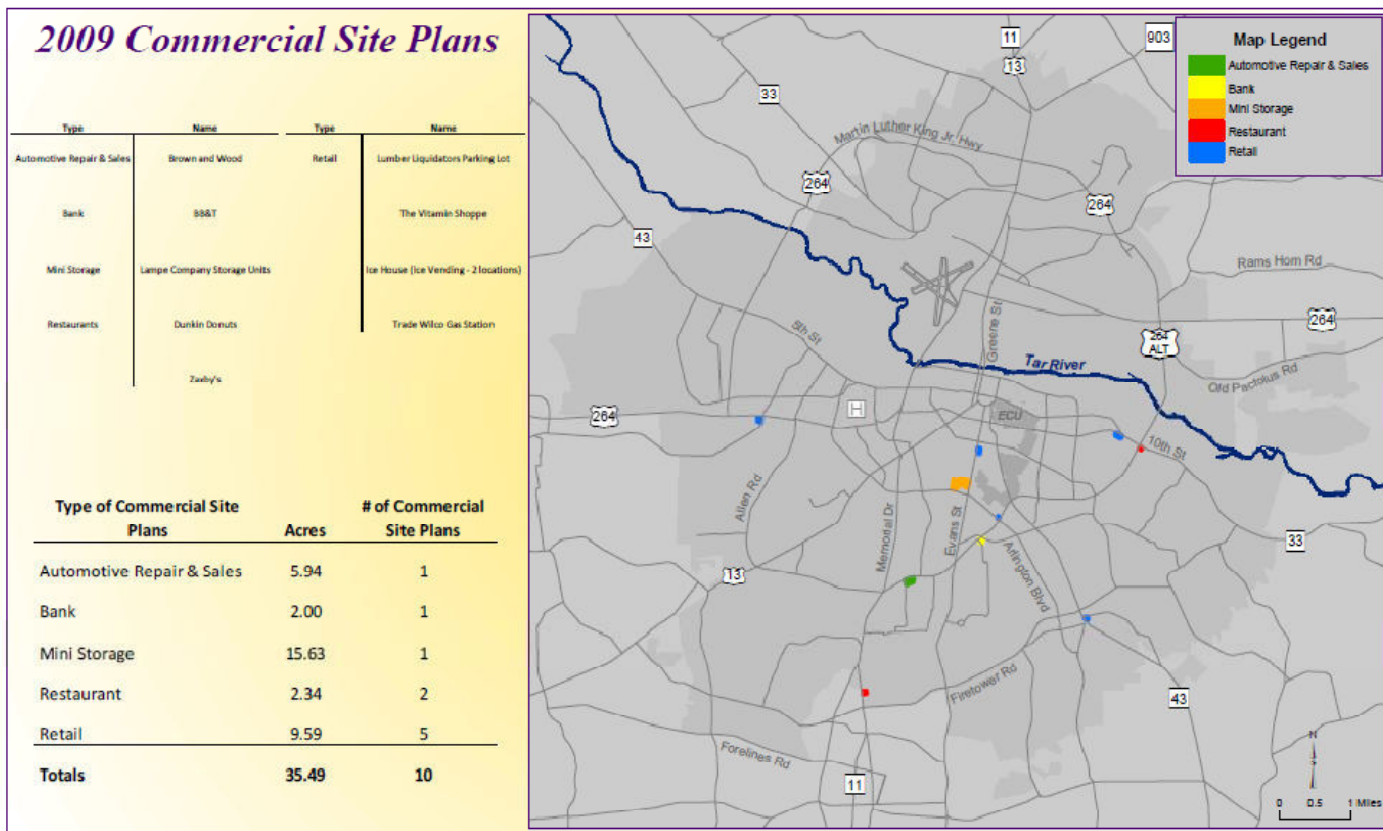 2009 Commercial Site Plans
Type Name Type Name
Automotive Repair & Sales Brown and Wood Retail Lumber Liquidators Parking Lot
Bank BB&T The Vitamin Shoppe
Mini Storage Lampe Company Storage Units Ice House (Ice Vending - 2 locations)
Restaurants Dunkin Donuts Trade Wilco Gas Station
Zaxby's
Type of Commercial Site
Plans
Acres
# of Commercial
Site Plans
Automotive Repair & Sales 5.94 1
Bank 2.00 1
Mini Storage 15.63 1
Restaurant 2.34 2
Retail 9.59 5
Totals 35.49 10
Map Legend
Automotive Repair & Sales
Bank
Mini Storage
Restaurant
Retail
11
903
13
33
Martin Luther King Jr. Hwy
264
264
43
Rams Horn Rd
5th St
Greene St
264
ALT
264
Tar River
Old Pactolus Rd
264
H
ECU
10th St
Allen Rd
Memorial Dr
Evans St
Arlington Blvd
33
13
Firetower Rd
43
Forelines Rd
11
N
0 0.5 1 Miles